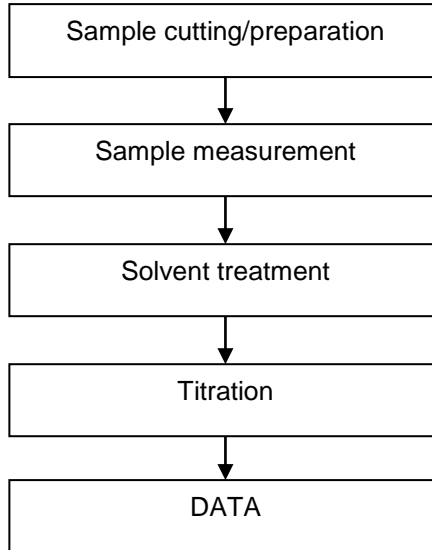 Sample cutting/preparation
Sample measurement
Solvent treatment
Titration
DATA